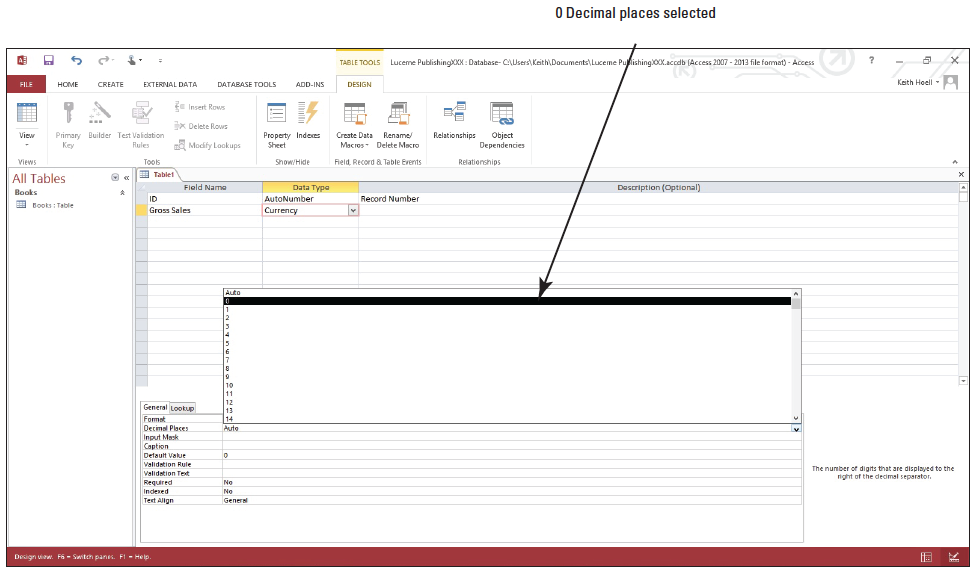 0 Decimal places selected
TABLE TOOLS
Lucerne PublishingXXX : Database- C:\Users\Keith\Documents\Lucerne PublishingXXX.accdb (Access 2007 - 2013 file format) - Access
?
FILE HOME CREATE EXTERNAL DATA DATABASE TOOLS ADD-INS DESIGN
Keith Hoell
View
Primary Key
Builder
Test Validation Rules
Insert Rows
Delete Rows
Modify Lookups
Property Sheet
Indexes
Create Data Macros
Rename/ Delete Macro
Relationships
Object Dependencies
Views Tools Show/Hide Field, Record & Table Events Relationships
All Tables
Books
Books : Table
Table1
Field Name Data Type Description (Optional)
ID AutoNumber Record Number
Gross Sales Currency
Auto
0
1
2
3
4
5
6
7
8
9
10
11
12
13
14
General Lookup
Format
Decimal Places Auto
Input Mask
Caption
Default Value 0
Validation Rule
Validation Text
Required No
Indexed No
Text Align General
The number of digits that are displayed to the
right of the decimal separator.
Design view. F6 = Switch panes. F1 = Help.